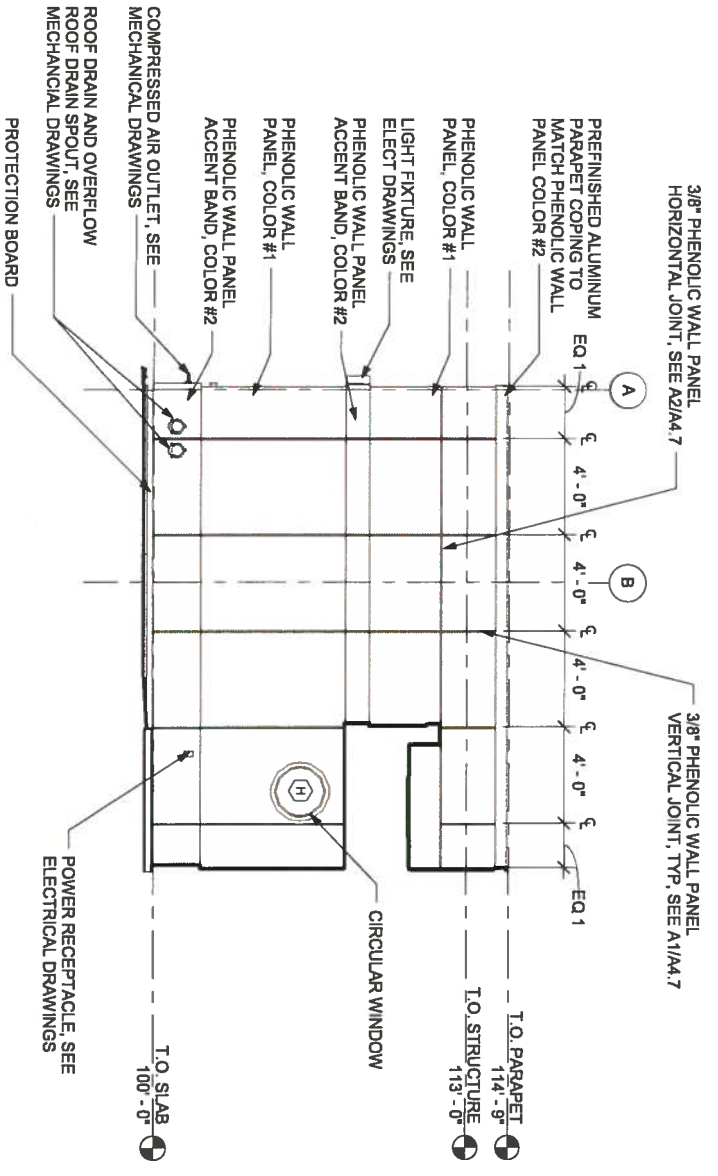 3/8" PHENOLIC WALL PANEL
HORIZONTAL JOINT, SEE A2/A4.7
3/8" PHENOLIC WALL PANEL
VERTICAL JOINT, TYP, SEE A1/A4.7
A
B
EQ 1
4' - 0"
4' - 0"
4' - 0"
4' - 0"
EQ 1
PREFINISHED ALUMINUM
PARAPET COPING TO
MATCH PHENOLIC WALL
PANEL COLOR #2
PHENOLIC WALL
PANEL, COLOR #1
LIGHT FIXTURE, SEE
ELECT DRAWINGS
PHENOLIC WALL PANEL
ACCENT BAND, COLOR #2
PHENOLIC WALL
PANEL, COLOR #1
PHENOLIC WALL PANEL
ACCENT BAND, COLOR #2
COMPRESSED AIR OUTLET, SEE
MECHANICAL DRAWINGS
ROOF DRAIN AND OVERFLOW
ROOF DRAIN SPOUT, SEE
MECHANCIAL DRAWINGS
PROTECTION BOARD
H
T.O. PARAPET
114' - 9"
T.O. STRUCTURE
113' - 0"
CIRCULAR WINDOW
T.O. SLAB
100' - 0"
POWER RECEPTACLE, SEE
ELECTRICAL DRAWINGS